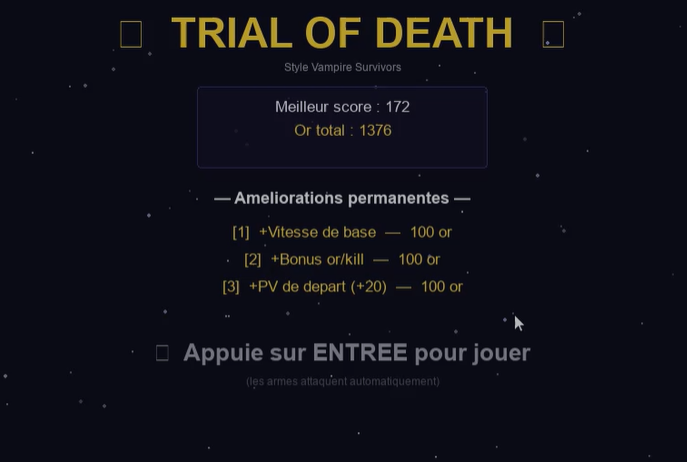 TRIAL OF DEATH
Style Vampire Survivors
Meilleur score : 172
Or total : 1376
— Ameliorations permanentes —
[1] +Vitesse de base — 100 or
[2] +Bonus or/kill — 100 or
[3] +PV de depart (+20) — 100 or
Appuie sur ENTREE pour jouer
(les armes attaquent automatiquement)